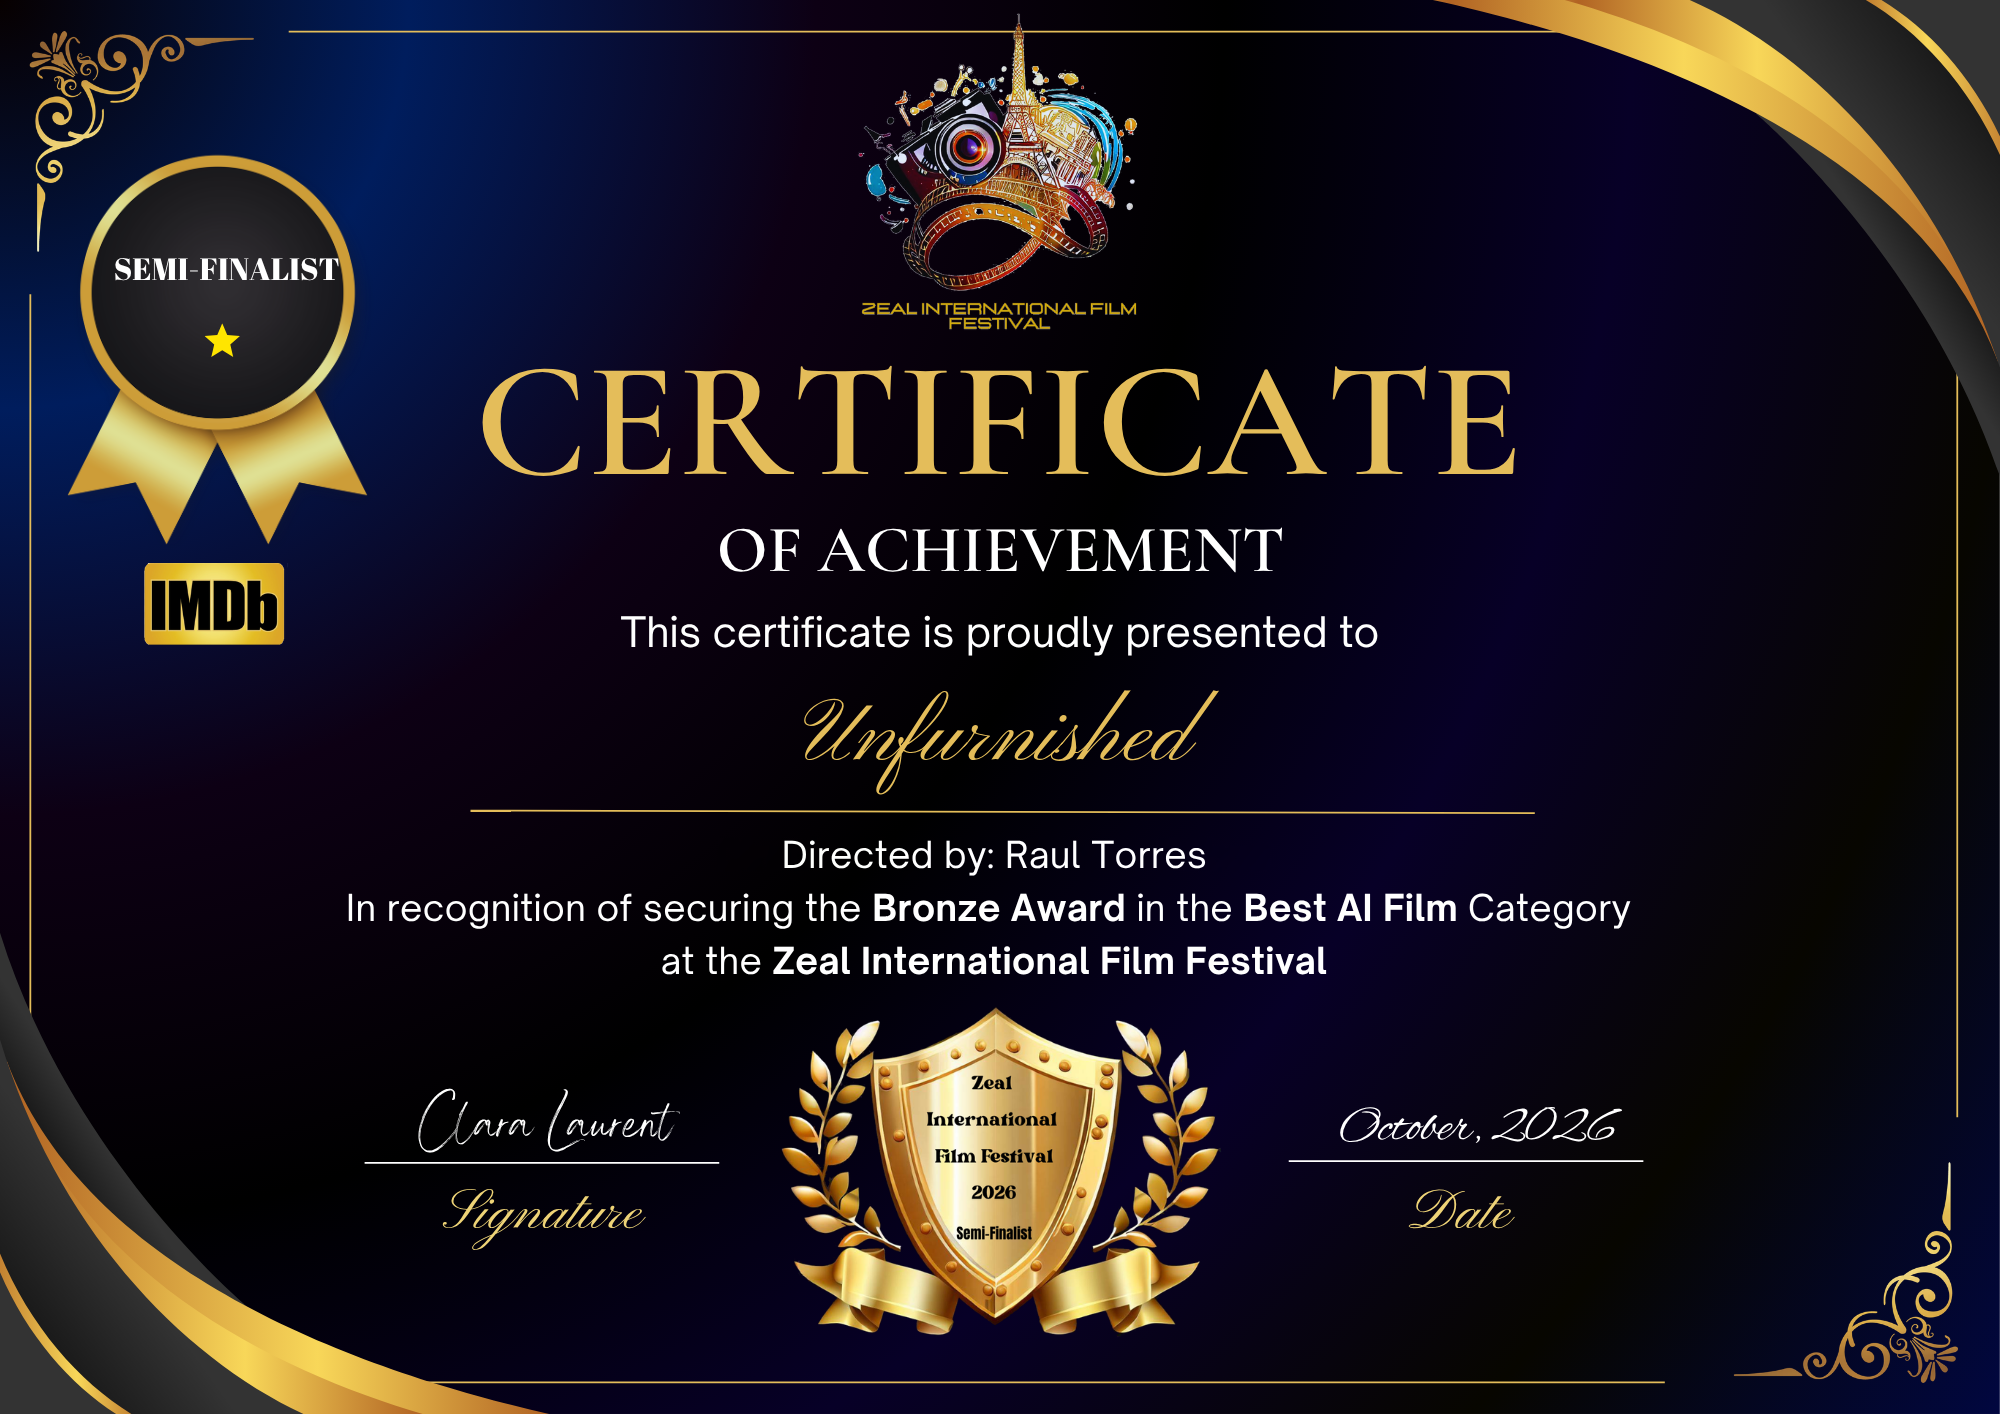 ZEAL INTERNATIONAL FILM
FESTIVAL
SEMI-FINALIST
IMDb
CERTIFICATE
OF ACHIEVEMENT
This certificate is proudly presented to
Unfurnished
Directed by: Raul Torres
In recognition of securing the Bronze Award in the Best AI Film Category
at the Zeal International Film Festival
Clara Laurent
Signature
Zeal
International
Film Festival
2026
Semi-Finalist
October, 2026
Date